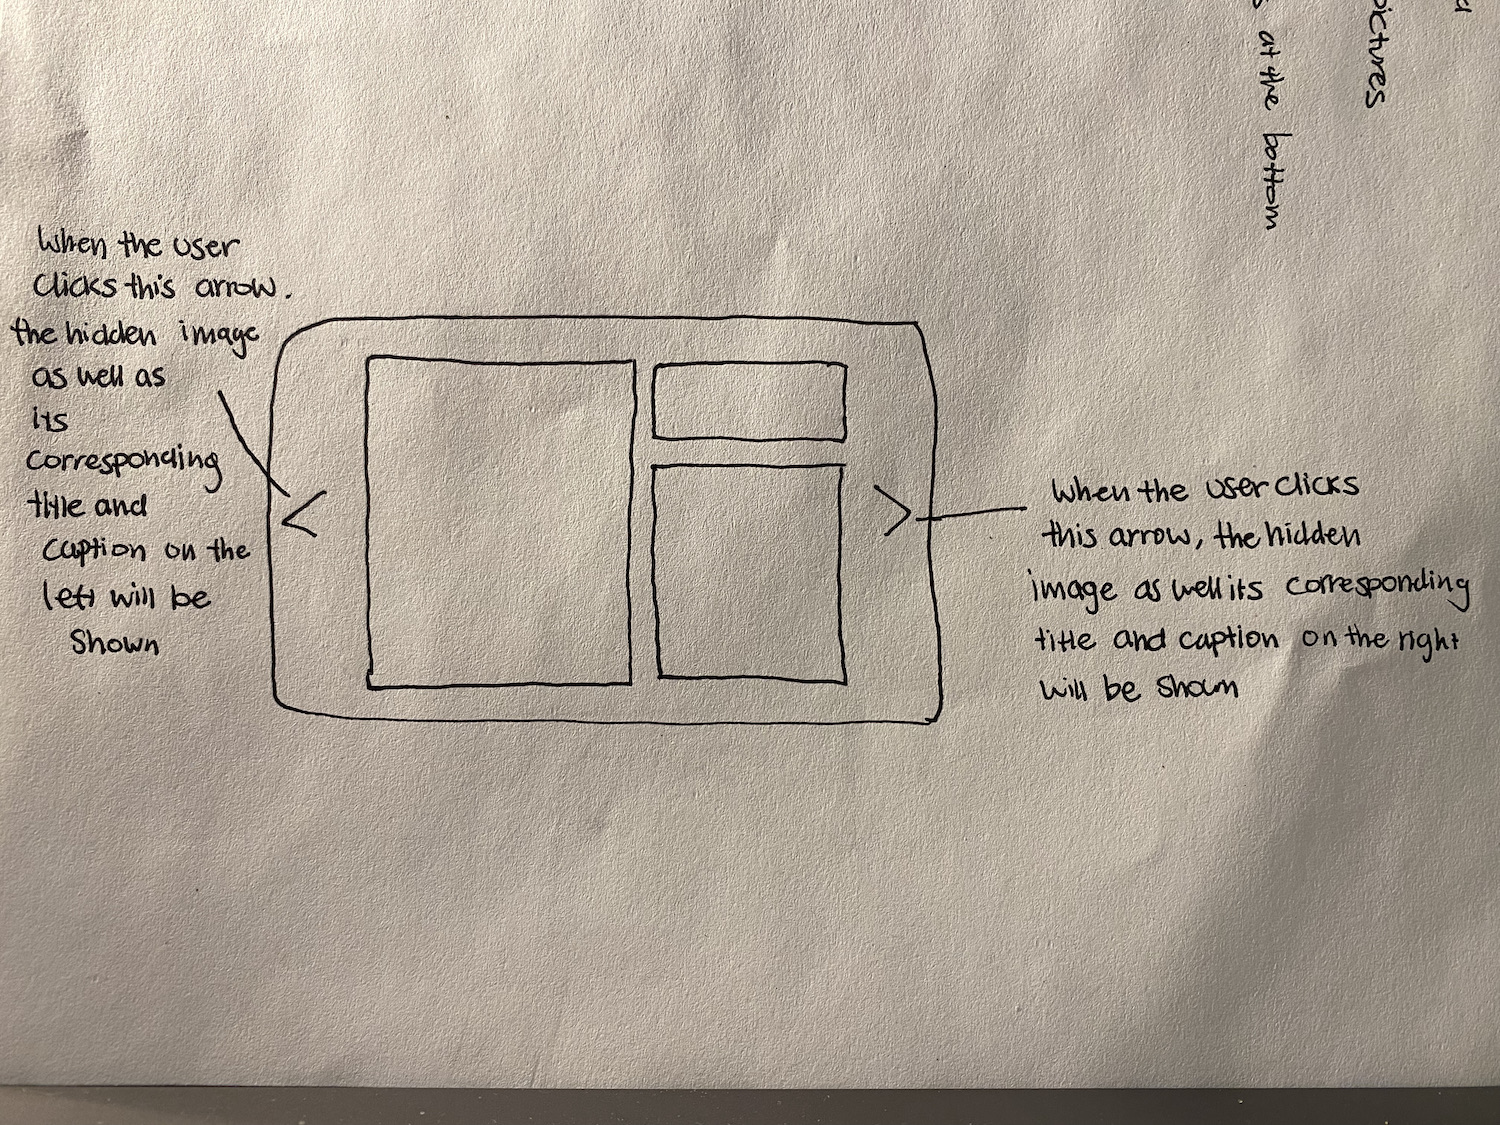 When the user
clicks this arrow.
the hidden image
as well as
its
corresponding
title and
caption on the
left will be
shown
<
>
When the user clicks
this arrow, the hidden
image as well its corresponding
title and caption on the right
will be shown
pictures
at the bottom